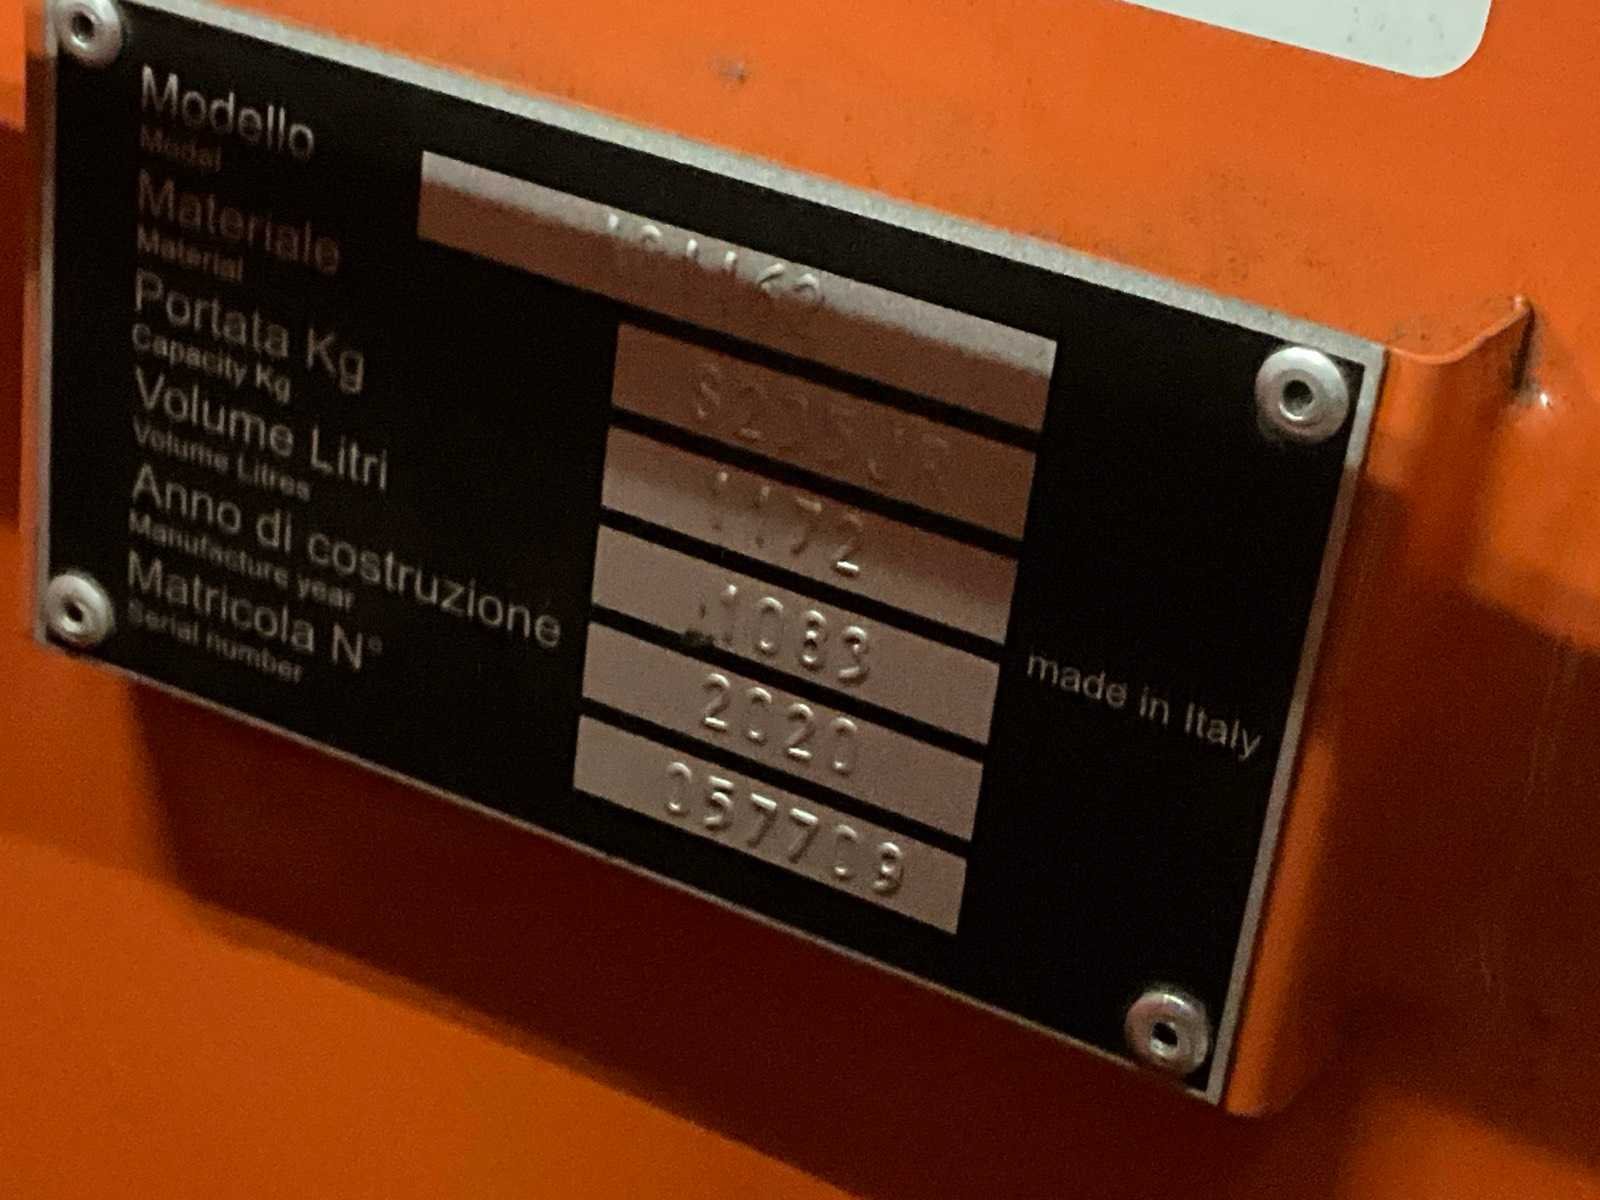 Modello
Model
Materiale
Material
Portata Kg
Capacity Kg
Volume Litri
Volume Litres
Anno di costruzione
Manufacture year
Matricola N°
Serial number
S235JR
1172
1083
2020
057709
made in Italy